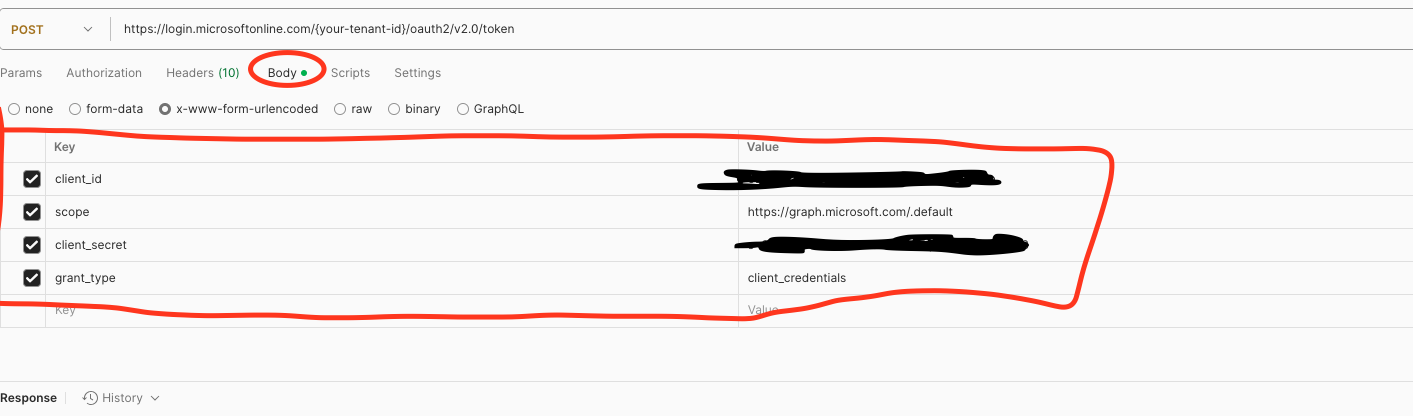 POST https://login.microsoftonline.com/{your-tenant-id}/oauth2/v2.0/token
Params Authorization Headers (10) Body Scripts Settings
none form-data x-www-form-urlencoded raw binary GraphQL
Key Value
client_id
scope https://graph.microsoft.com/.default
client_secret
grant_type client_credentials
Key Value
Response History